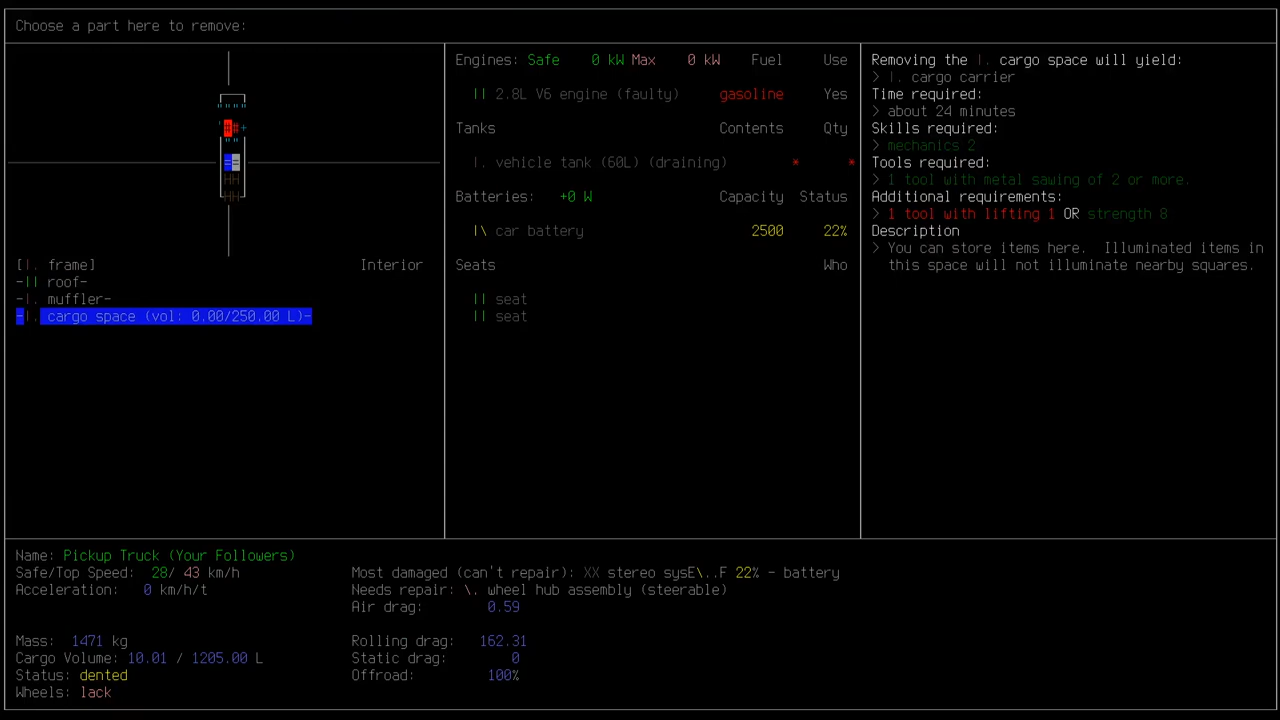 Choose a part here to remove:
[|. frame] Interior
-|| roof-
-|. muffler-
-|. cargo space (vol: 0.00/250.00 L)-
Engines: Safe 0 kW Max 0 kW Fuel Use
|| 2.8L V6 engine (faulty) gasoline Yes
Tanks Contents Qty
|. vehicle tank (60L) (draining) * *
Batteries: +0 W Capacity Status
|\ car battery 2500 22%
Seats Who
|| seat
|| seat
Removing the |. cargo space will yield:
> |. cargo carrier
Time required:
> about 24 minutes
Skills required:
> mechanics 2
Tools required:
> 1 tool with metal sawing of 2 or more.
Additional requirements:
> 1 tool with lifting 1 OR strength 8
Description
> You can store items here. Illuminated items in
this space will not illuminate nearby squares.
Name: Pickup Truck (Your Followers)
Safe/Top Speed: 28/ 43 km/h
Acceleration: 0 km/h/t
Mass: 1471 kg
Cargo Volume: 10.01 / 1205.00 L
Status: dented
Wheels: lack
Most damaged (can't repair): XX stereo sysE\..F 22% - battery
Needs repair: \. wheel hub assembly (steerable)
Air drag: 0.59
Rolling drag: 162.31
Static drag: 0
Offroad: 100%